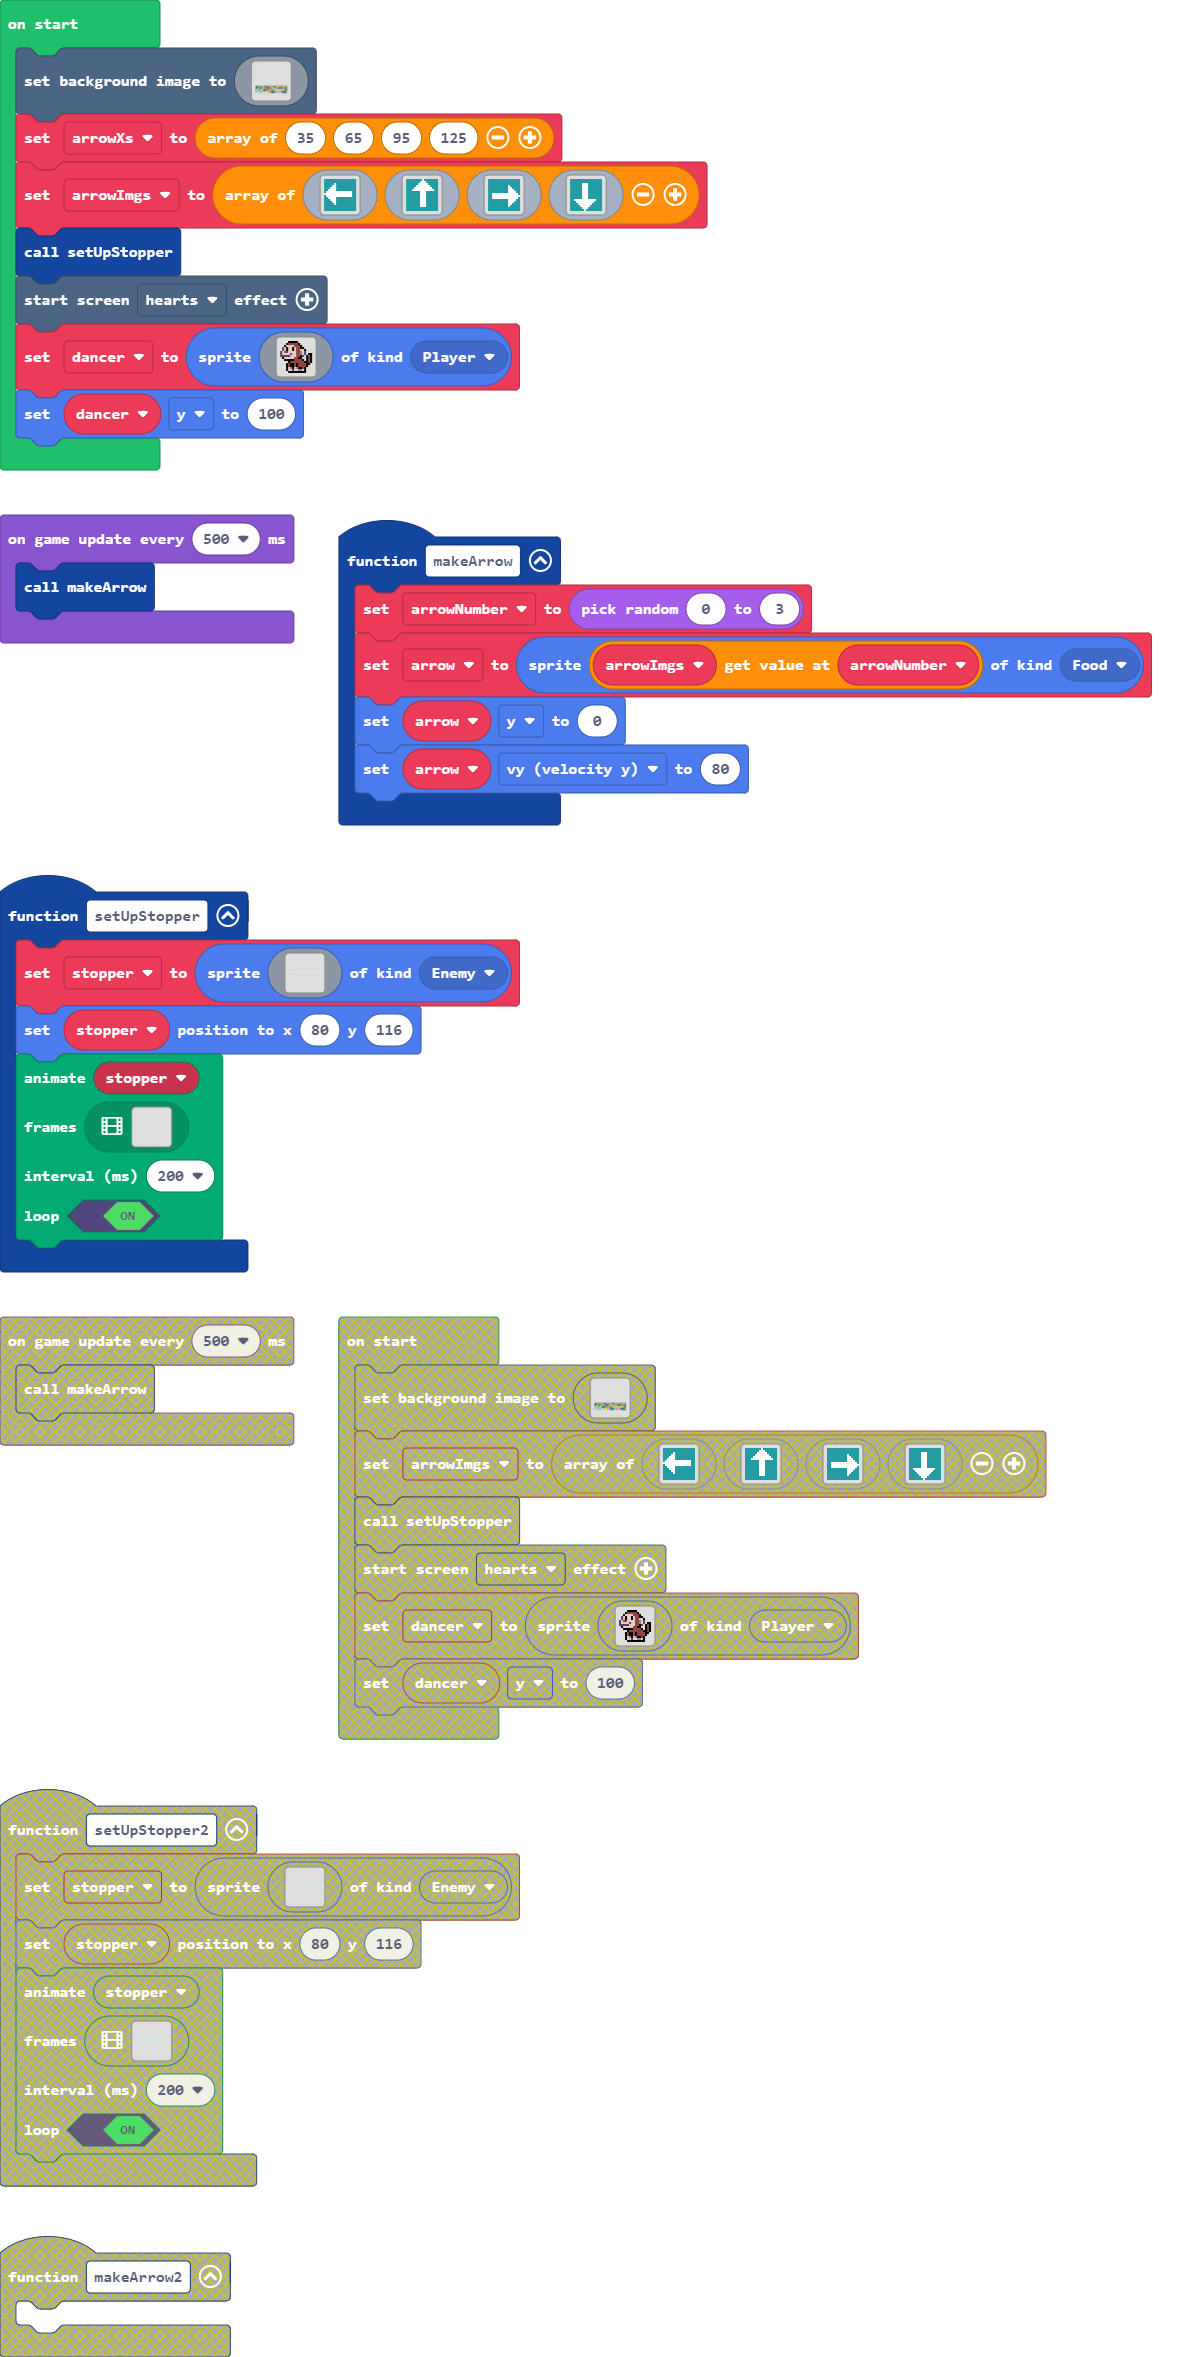 on start
set background image to
set arrowXs to array of 35 65 95 125
set arrowImgs to array of
call setUpStopper
start screen hearts effect
set dancer to sprite of kind Player
set dancer y to 100
on game update every 500 ms
call makeArrow
function makeArrow
set arrowNumber to pick random 0 to 3
set arrow to sprite arrowImgs get value at arrowNumber of kind Food
set arrow y to 0
set arrow vy (velocity y) to 80
function setUpStopper
set stopper to sprite of kind Enemy
set stopper position to x 80 y 116
animate stopper
frames
interval (ms) 200
loop ON
on game update every 500 ms
call makeArrow
on start
set background image to
set arrowImgs to array of
call setUpStopper
start screen hearts effect
set dancer to sprite of kind Player
set dancer y to 100
function setUpStopper2
set stopper to sprite of kind Enemy
set stopper position to x 80 y 116
animate stopper
frames
interval (ms) 200
loop ON
function makeArrow2